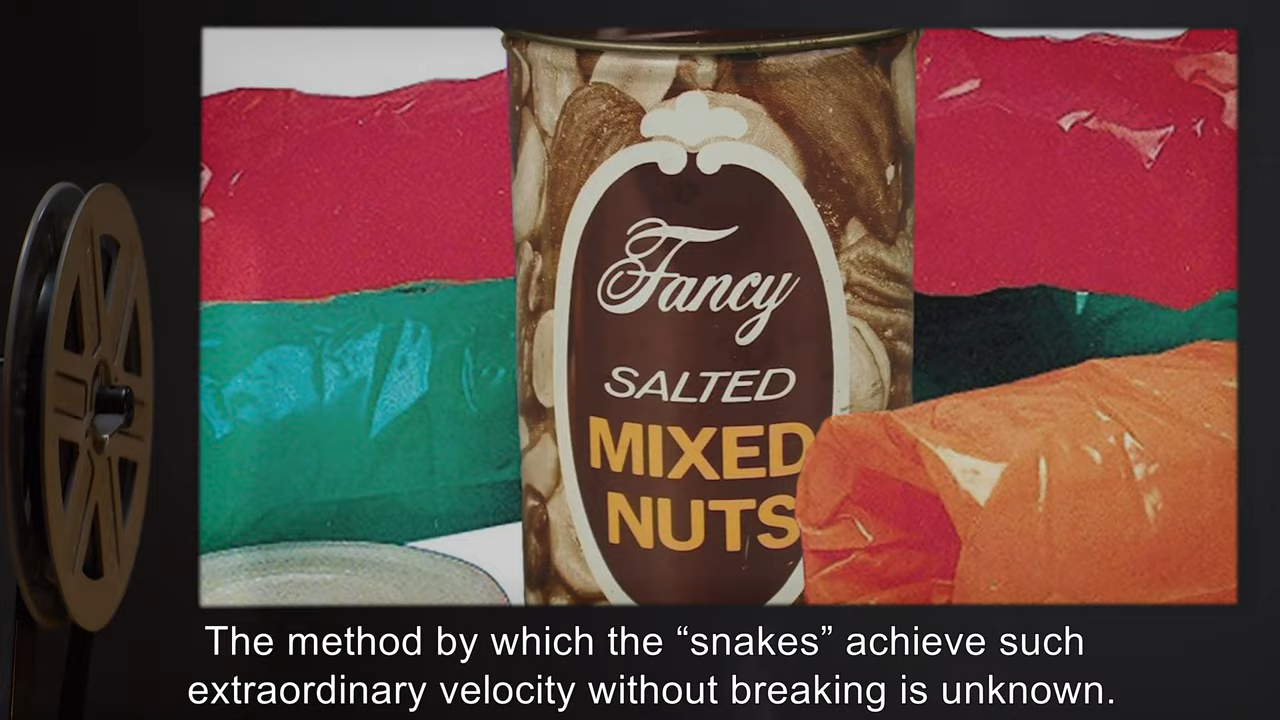 Fancy
SALTED
MIXED
NUTS
The method by which the “snakes” achieve such
extraordinary velocity without breaking is unknown.